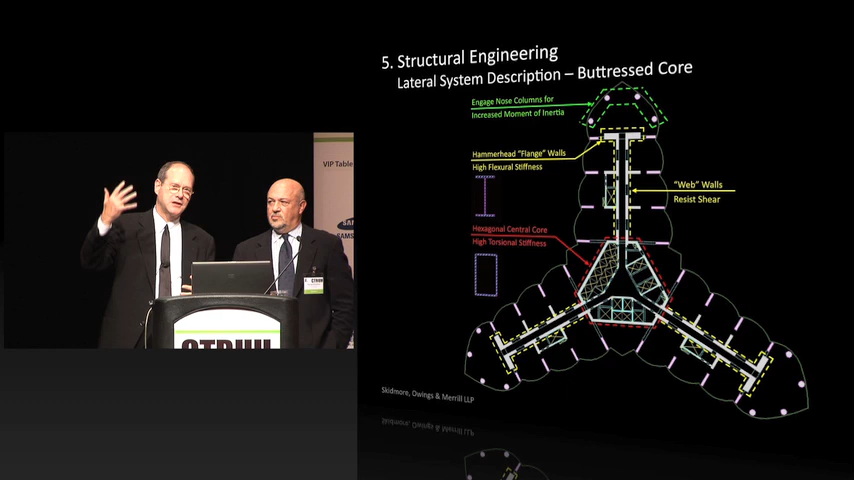 5. Structural Engineering
Lateral System Description – Buttressed Core
Engage Nose Columns for
Increased Moment of Inertia
Hammerhead "Flange" Walls
High Flexural Stiffness
"Web" Walls
Resist Shear
Hexagonal Central Core
High Torsional Stiffness
Skidmore, Owings & Merrill LLP
VIP Table
CTBUH